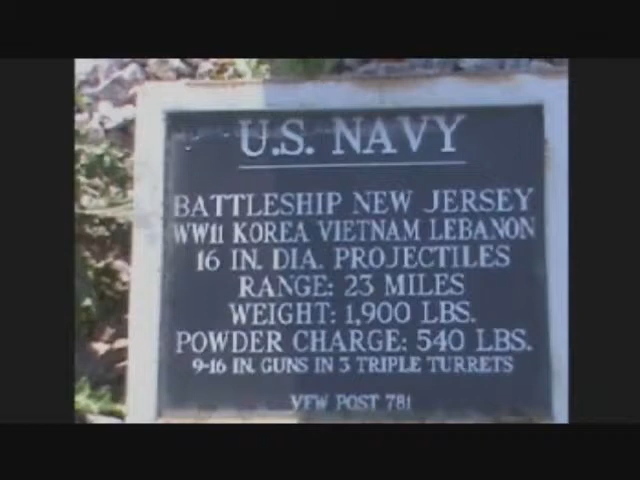 U.S. NAVY
BATTLESHIP NEW JERSEY
WW11 KOREA VIETNAM LEBANON
16 IN. DIA. PROJECTILES
RANGE: 23 MILES
WEIGHT: 1,900 LBS.
POWDER CHARGE: 540 LBS.
9-16 IN. GUNS IN 3 TRIPLE TURRETS
VFW POST 781